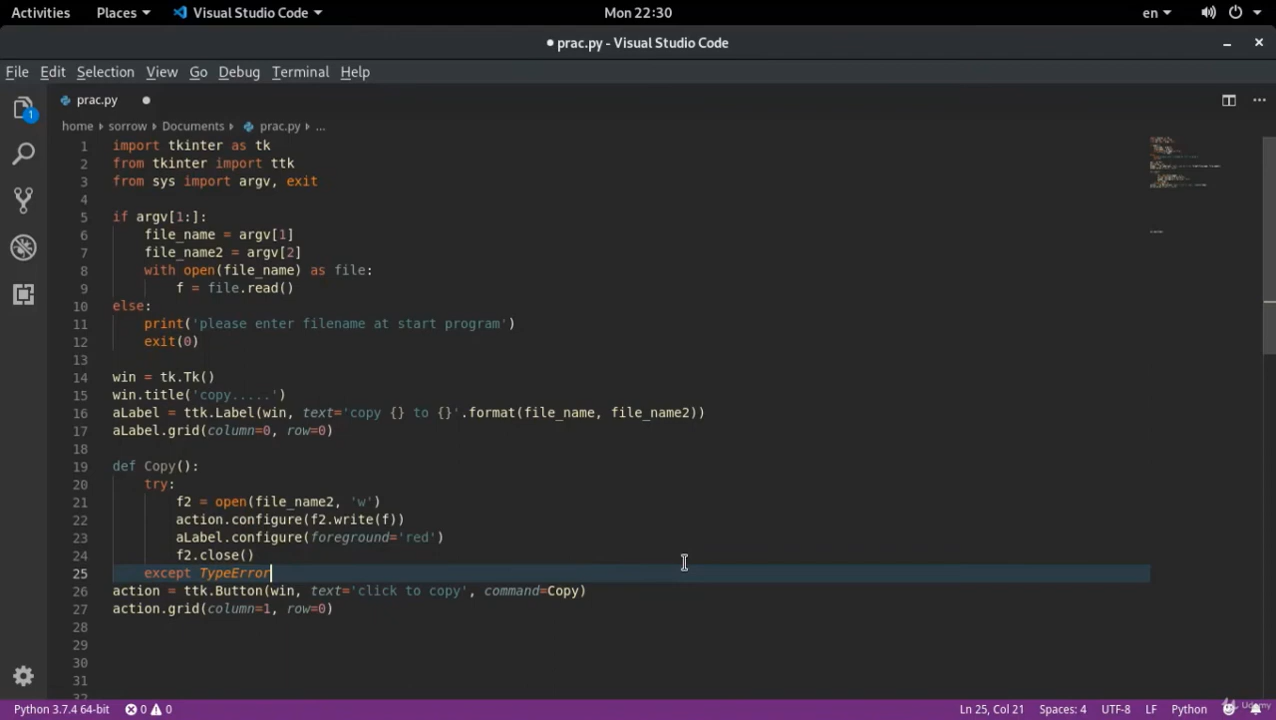 Activities Places Visual Studio Code Mon 22:30 en
prac.py - Visual Studio Code
File Edit Selection View Go Debug Terminal Help
prac.py
home sorrow Documents prac.py ...
1 import tkinter as tk
2 from tkinter import ttk
3 from sys import argv, exit
4
5 if argv[1:]:
6 file_name = argv[1]
7 file_name2 = argv[2]
8 with open(file_name) as file:
9 f = file.read()
10 else:
11 print('please enter filename at start program')
12 exit(0)
13
14 win = tk.Tk()
15 win.title('copy.....')
16 aLabel = ttk.Label(win, text='copy {} to {}'.format(file_name, file_name2))
17 aLabel.grid(column=0, row=0)
18
19 def Copy():
20 try:
21 f2 = open(file_name2, 'w')
22 action.configure(f2.write(f))
23 aLabel.configure(foreground='red')
24 f2.close()
25 except TypeError
26 action = ttk.Button(win, text='click to copy', command=Copy)
27 action.grid(column=1, row=0)
28
29
30
31
32
1
Python 3.7.4 64-bit 0 0 Ln 25, Col 21 Spaces: 4 UTF-8 LF Python
Udemy